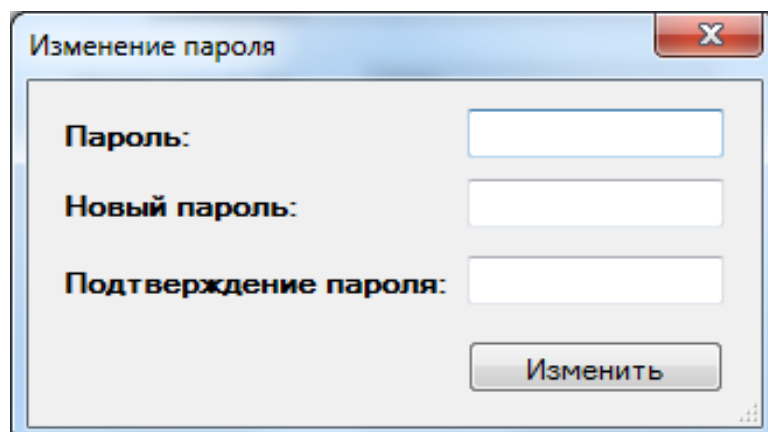 Изменение пароля
Пароль:
Новый пароль:
Подтверждение пароля:
Изменить